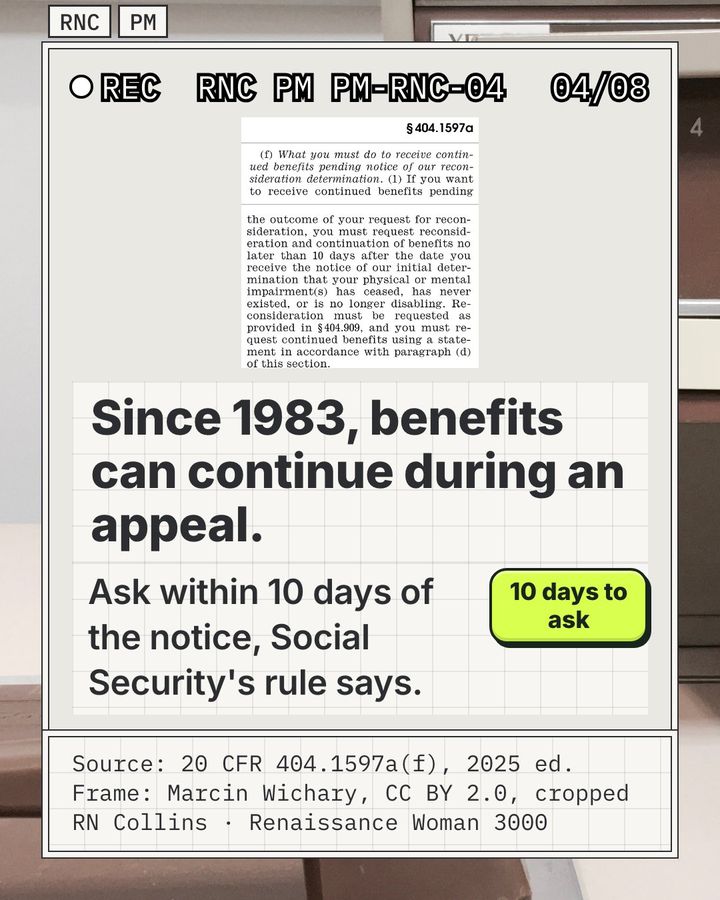 RNC PM
REC RNC PM PM-RNC-04 04/08
4
§ 404.1597a
(f) What you must do to receive contin-
ued benefits pending notice of our recon-
sideration determination. (1) If you want
to receive continued benefits pending
the outcome of your request for recon-
sideration, you must request reconsid-
eration and continuation of benefits no
later than 10 days after the date you
receive the notice of our initial deter-
mination that your physical or mental
impairment(s) has ceased, has never
existed, or is no longer disabling. Re-
consideration must be requested as
provided in § 404.909, and you must re-
quest continued benefits using a state-
ment in accordance with paragraph (d)
of this section.
Since 1983, benefits
can continue during an
appeal.
Ask within 10 days of
the notice, Social
Security's rule says.
10 days to
ask
Source: 20 CFR 404.1597a(f), 2025 ed.
Frame: Marcin Wichary, CC BY 2.0, cropped
RN Collins · Renaissance Woman 3000